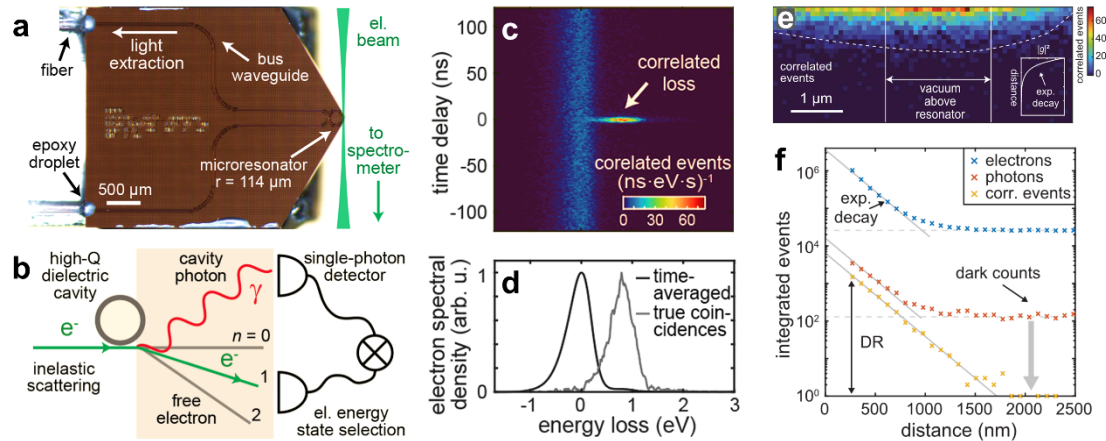 a
fiber
light
extraction
bus
waveguide
el.
beam
epoxy
droplet
500 µm
microresonator
r = 114 µm
to
spectro-
meter
b
high-Q
dielectric
cavity
cavity
photon
γ
single-photon
detector
e-
n = 0
e-
inelastic
scattering
1
free
electron
2
el. energy
state selection
c
time delay (ns)
100
50
0
-50
-100
correlated
loss
corelated events
(ns·eV·s)-1
0 30 60
d
electron spectral
density (arb. u.)
1
0
time-
averaged
true coin-
cidences
-1 0 1 2 3
energy loss (eV)
e
correlated
events
1 µm
vacuum
above
resonator
|g|²
distance
exp.
decay
60
40
20
0
correlated events
f
integrated events
10⁶
10⁴
10²
10⁰
electrons
photons
corr. events
exp.
decay
dark counts
DR
0 500 1000 1500 2000 2500
distance (nm)